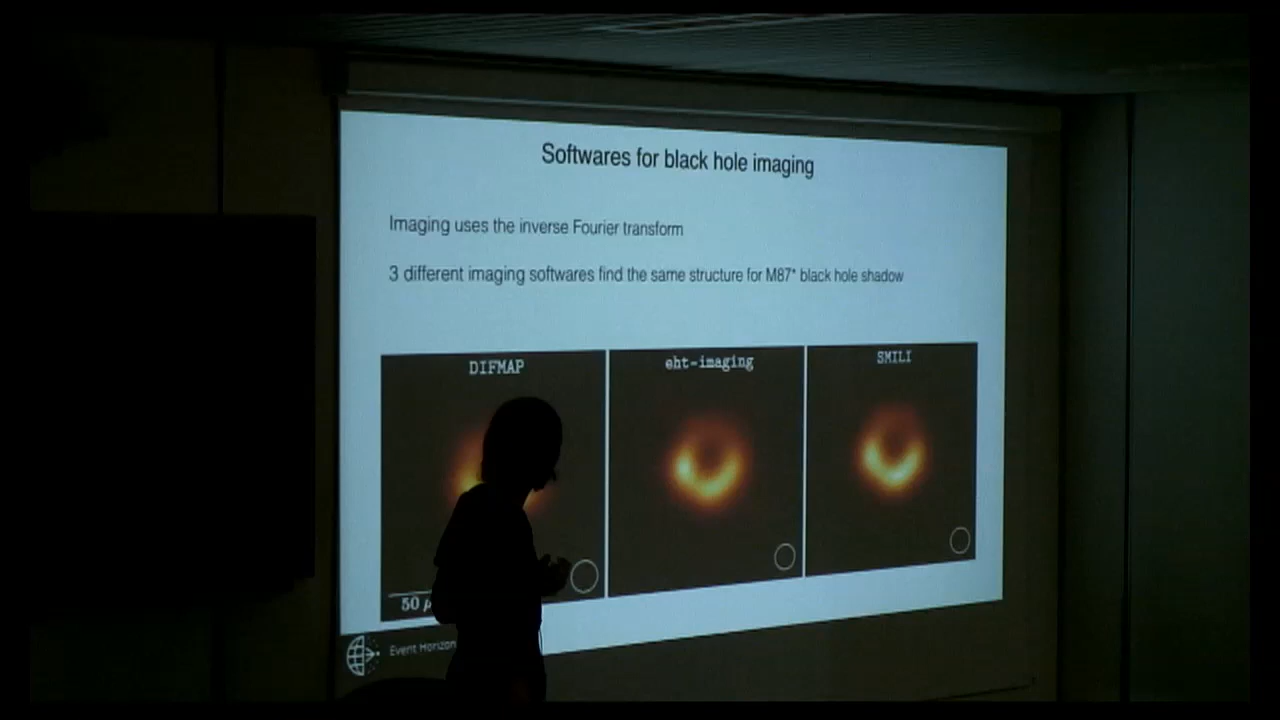 Softwares for black hole imaging
Imaging uses the inverse Fourier transform
3 different imaging softwares find the same structure for M87* black hole shadow
DIFMAP
eht-imaging
SMILI
50 μ
Event Horizon